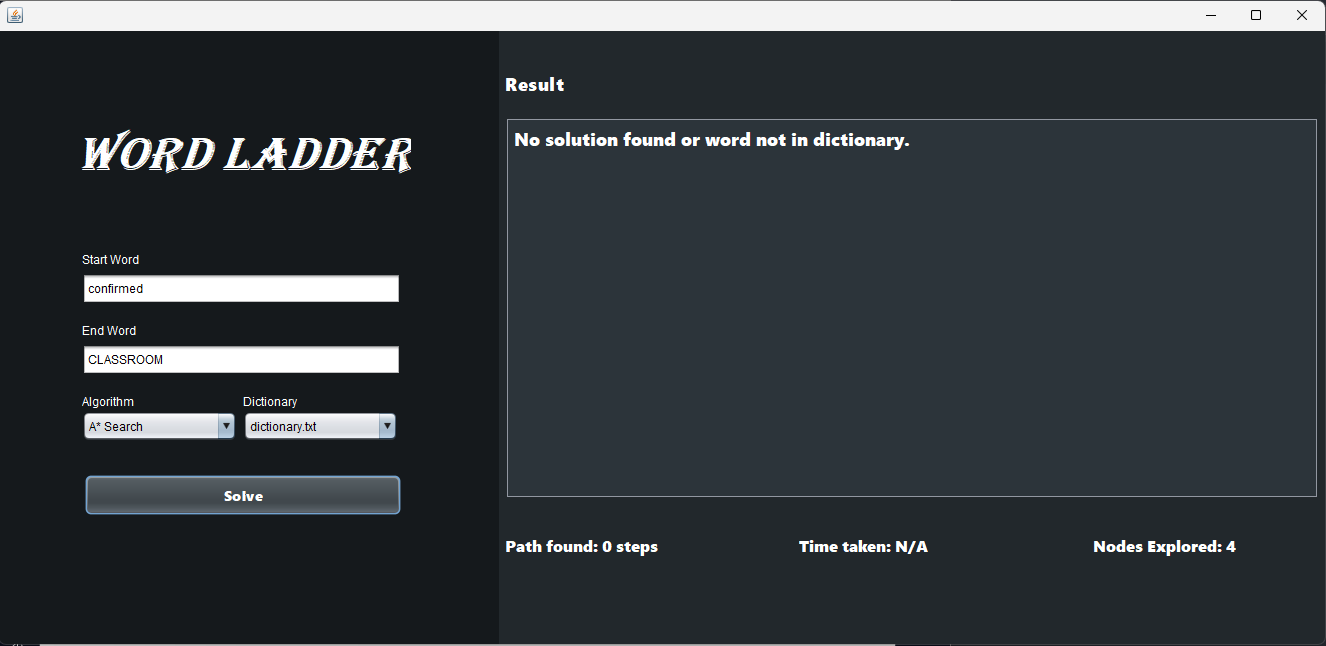 WORD LADDER
Start Word
confirmed
End Word
CLASSROOM
Algorithm Dictionary
A* Search dictionary.txt
Solve
Result
No solution found or word not in dictionary.
Path found: 0 steps Time taken: N/A Nodes Explored: 4